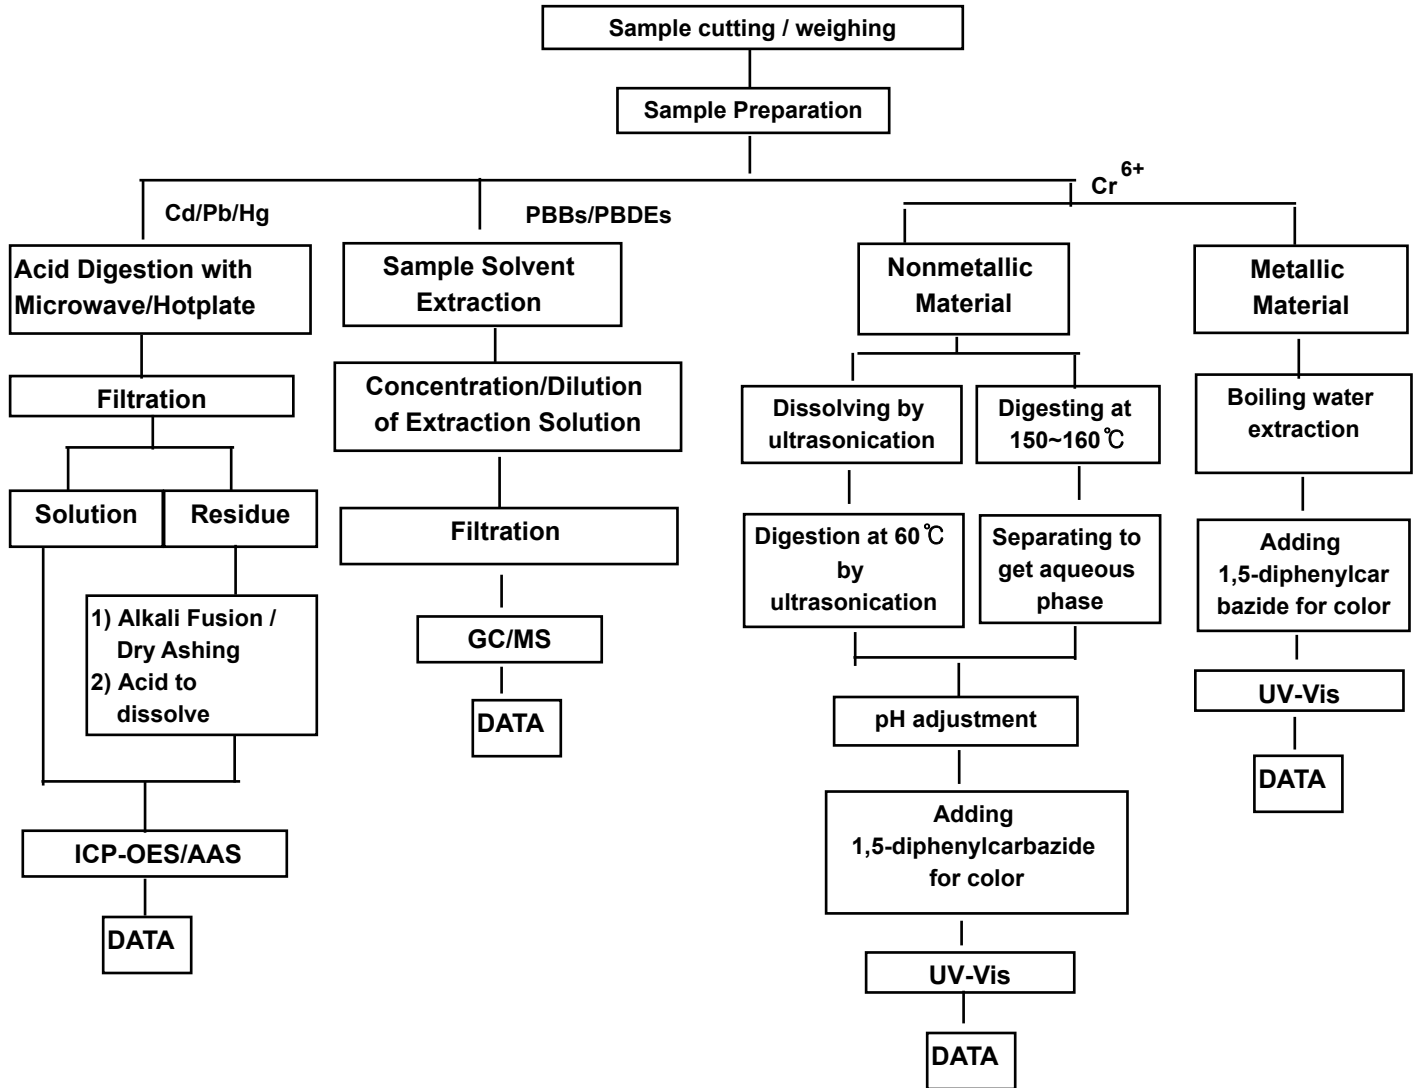 Sample cutting / weighing
Sample Preparation
Cr6+
Cd/Pb/Hg
PBBs/PBDEs
Acid Digestion with
Microwave/Hotplate
Filtration
Solution
Residue
1) Alkali Fusion /
Dry Ashing
2) Acid to
dissolve
ICP-OES/AAS
DATA
Sample Solvent
Extraction
Concentration/Dilution
of Extraction Solution
Filtration
GC/MS
DATA
Nonmetallic
Material
Dissolving by
ultrasonication
Digestion at 60℃
by
ultrasonication
Digesting at
150~160℃
Separating to
get aqueous
phase
pH adjustment
Adding
1,5-diphenylcarbazide
for color
UV-Vis
DATA
Metallic
Material
Boiling water
extraction
Adding
1,5-diphenylcar
bazide for color
UV-Vis
DATA